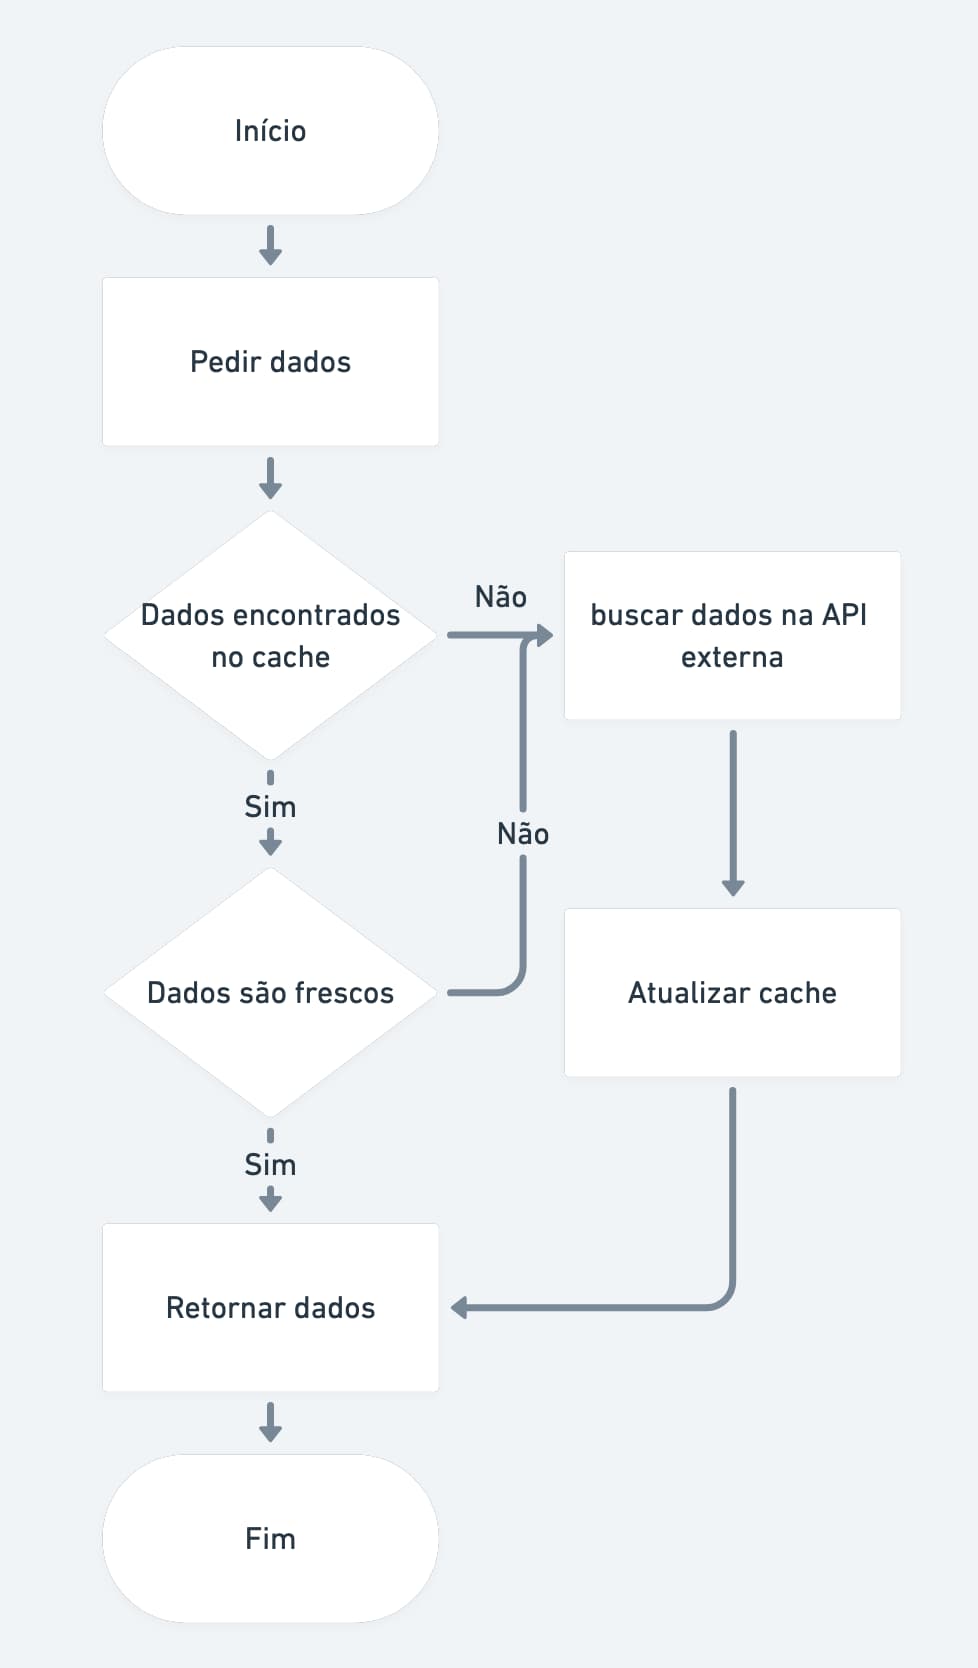 Início
Pedir dados
Dados encontrados
no cache
Não
buscar dados na API
externa
Sim
Não
Dados são frescos
Atualizar cache
Sim
Retornar dados
Fim